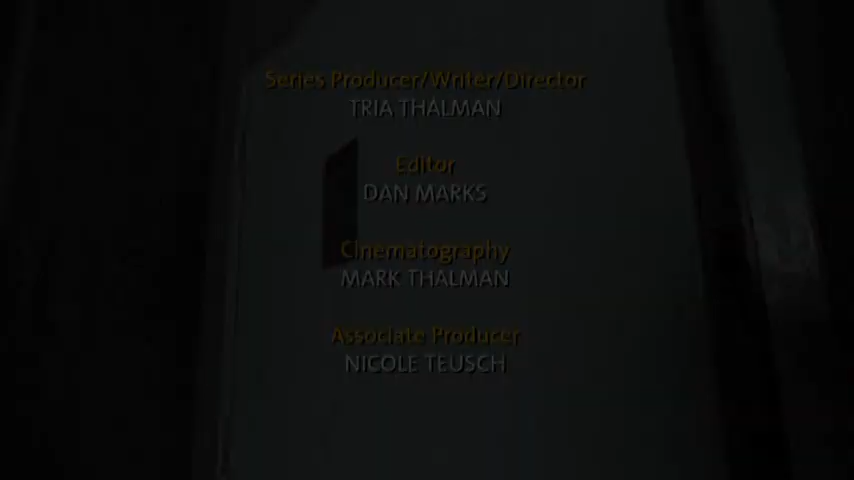 Series Producer/Writer/Director
TRIA THALMAN
Editor
DAN MARKS
Cinematography
MARK THALMAN
Associate Producer
NICOLE TEUSCH